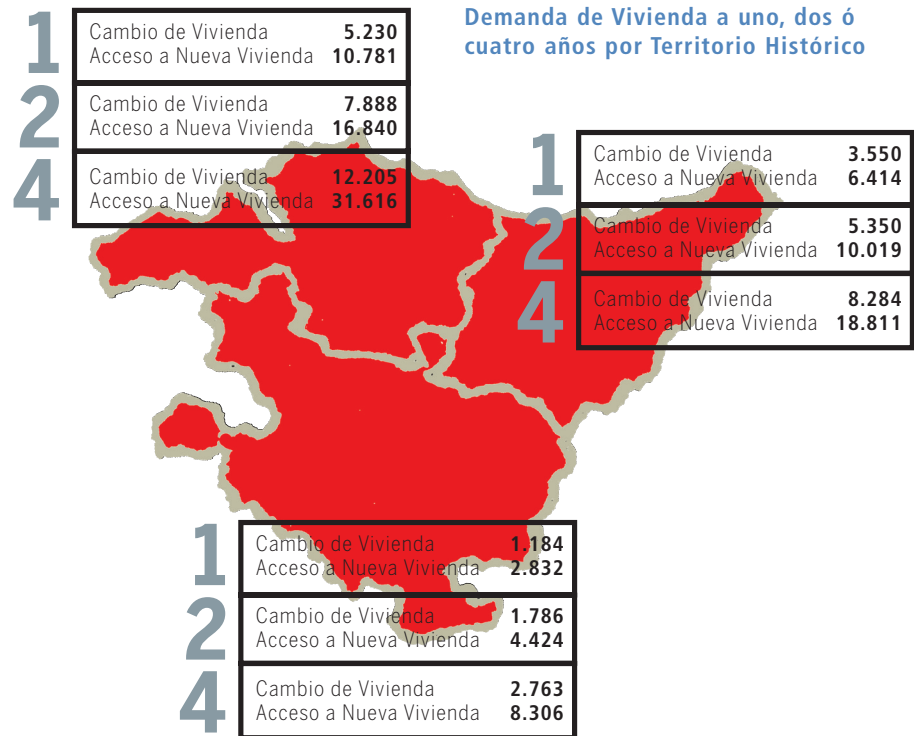 Demanda de Vivienda a uno, dos ó
cuatro años por Territorio Histórico
1
Cambio de Vivienda 5.230
Acceso a Nueva Vivienda 10.781
2
Cambio de Vivienda 7.888
Acceso a Nueva Vivienda 16.840
4
Cambio de Vivienda 12.205
Acceso a Nueva Vivienda 31.616
1
Cambio de Vivienda 3.550
Acceso a Nueva Vivienda 6.414
2
Cambio de Vivienda 5.350
Acceso a Nueva Vivienda 10.019
4
Cambio de Vivienda 8.284
Acceso a Nueva Vivienda 18.811
1
Cambio de Vivienda 1.184
Acceso a Nueva Vivienda 2.832
2
Cambio de Vivienda 1.786
Acceso a Nueva Vivienda 4.424
4
Cambio de Vivienda 2.763
Acceso a Nueva Vivienda 8.306